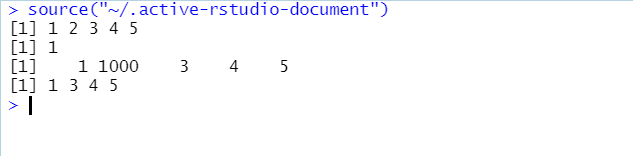 > source("~/.active-rstudio-document")
[1] 1 2 3 4 5
[1] 1
[1]    1 1000    3    4    5
[1] 1 3 4 5
>